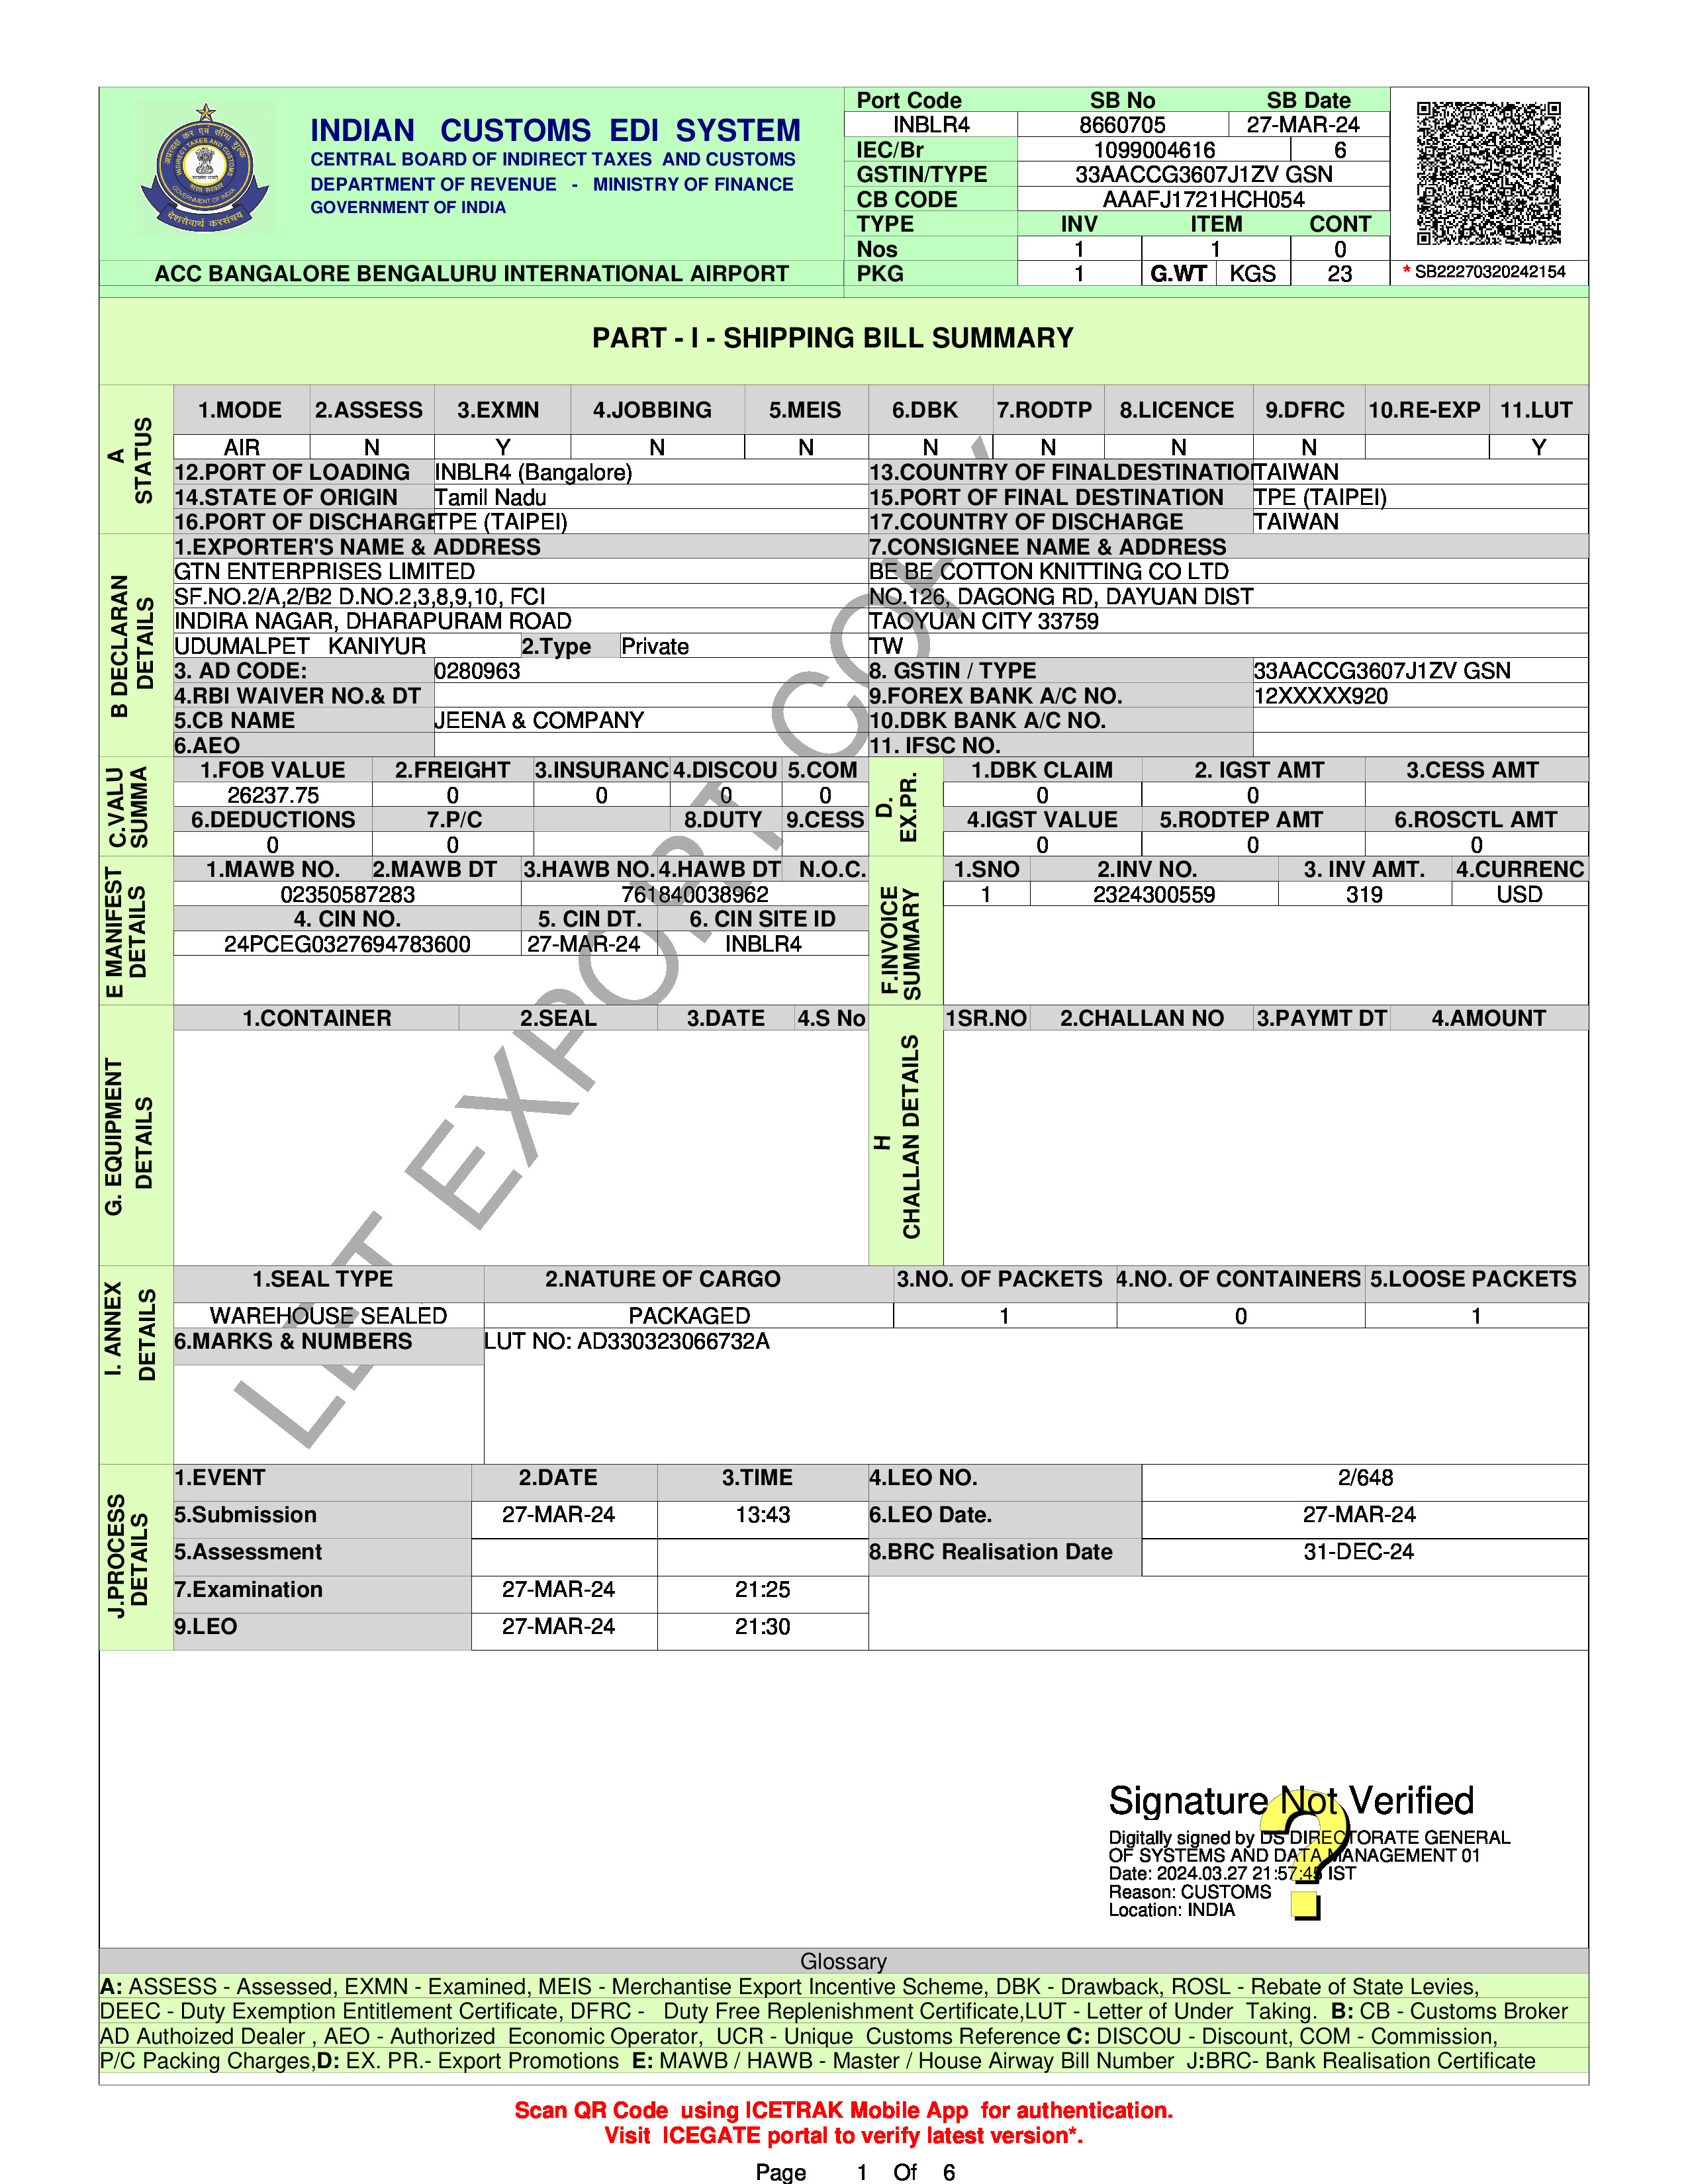 INDIAN CUSTOMS EDI SYSTEM
CENTRAL BOARD OF INDIRECT TAXES AND CUSTOMS
DEPARTMENT OF REVENUE - MINISTRY OF FINANCE
GOVERNMENT OF INDIA
ACC BANGALORE BENGALURU INTERNATIONAL AIRPORT
Port Code SB No SB Date
INBLR4 8660705 27-MAR-24
IEC/Br 1099004616 6
GSTIN/TYPE 33AACCG3607J1ZV GSN
CB CODE AAAFJ1721HCH054
TYPE INV ITEM CONT
Nos 1 1 0
PKG 1 G.WT KGS 23
* SB22270320242154
PART - I - SHIPPING BILL SUMMARY
A STATUS
1.MODE 2.ASSESS 3.EXMN 4.JOBBING 5.MEIS 6.DBK 7.RODTP 8.LICENCE 9.DFRC 10.RE-EXP 11.LUT
AIR N Y N N N N N N Y
12.PORT OF LOADING INBLR4 (Bangalore) 13.COUNTRY OF FINALDESTINATIO TAIWAN
14.STATE OF ORIGIN Tamil Nadu 15.PORT OF FINAL DESTINATION TPE (TAIPEI)
16.PORT OF DISCHARGE TPE (TAIPEI) 17.COUNTRY OF DISCHARGE TAIWAN
B DECLARAN DETAILS
1.EXPORTER'S NAME & ADDRESS 7.CONSIGNEE NAME & ADDRESS
GTN ENTERPRISES LIMITED BE BE COTTON KNITTING CO LTD
SF.NO.2/A,2/B2 D.NO.2,3,8,9,10, FCI NO.126, DAGONG RD, DAYUAN DIST
INDIRA NAGAR, DHARAPURAM ROAD TAOYUAN CITY 33759
UDUMALPET KANIYUR 2.Type Private TW
3. AD CODE: 0280963 8. GSTIN / TYPE 33AACCG3607J1ZV GSN
4.RBI WAIVER NO.& DT 9.FOREX BANK A/C NO. 12XXXXX920
5.CB NAME JEENA & COMPANY 10.DBK BANK A/C NO.
6.AEO 11. IFSC NO.
C.VALU SUMMA
1.FOB VALUE 2.FREIGHT 3.INSURANC 4.DISCOU 5.COM
26237.75 0 0 0 0
6.DEDUCTIONS 7.P/C 8.DUTY 9.CESS
0 0
D. EX.PR.
1.DBK CLAIM 2. IGST AMT 3.CESS AMT
0 0
4.IGST VALUE 5.RODTEP AMT 6.ROSCTL AMT
0 0 0
E MANIFEST DETAILS
1.MAWB NO. 2.MAWB DT 3.HAWB NO. 4.HAWB DT N.O.C.
02350587283 761840038962
4. CIN NO. 5. CIN DT. 6. CIN SITE ID
24PCEG0327694783600 27-MAR-24 INBLR4
F.INVOICE SUMMARY
1.SNO 2.INV NO. 3. INV AMT. 4.CURRENC
1 2324300559 319 USD
G. EQUIPMENT DETAILS
1.CONTAINER 2.SEAL 3.DATE 4.S No
H CHALLAN DETAILS
1SR.NO 2.CHALLAN NO 3.PAYMT DT 4.AMOUNT
I. ANNEX DETAILS
1.SEAL TYPE 2.NATURE OF CARGO 3.NO. OF PACKETS 4.NO. OF CONTAINERS 5.LOOSE PACKETS
WAREHOUSE SEALED PACKAGED 1 0 1
6.MARKS & NUMBERS LUT NO: AD330323066732A
J.PROCESS DETAILS
1.EVENT 2.DATE 3.TIME 4.LEO NO. 2/648
5.Submission 27-MAR-24 13:43 6.LEO Date. 27-MAR-24
5.Assessment 8.BRC Realisation Date 31-DEC-24
7.Examination 27-MAR-24 21:25
9.LEO 27-MAR-24 21:30
LET EXPORT COPY
Signature Not Verified
Digitally signed by DS DIRECTORATE GENERAL
OF SYSTEMS AND DATA MANAGEMENT 01
Date: 2024.03.27 21:57:45 IST
Reason: CUSTOMS
Location: INDIA
Glossary
A: ASSESS - Assessed, EXMN - Examined, MEIS - Merchantise Export Incentive Scheme, DBK - Drawback, ROSL - Rebate of State Levies,
DEEC - Duty Exemption Entitlement Certificate, DFRC - Duty Free Replenishment Certificate,LUT - Letter of Under Taking. B: CB - Customs Broker
AD Authoized Dealer , AEO - Authorized Economic Operator, UCR - Unique Customs Reference C: DISCOU - Discount, COM - Commission,
P/C Packing Charges,D: EX. PR.- Export Promotions E: MAWB / HAWB - Master / House Airway Bill Number J:BRC- Bank Realisation Certificate
Scan QR Code using ICETRAK Mobile App for authentication.
Visit ICEGATE portal to verify latest version*.
Page 1 Of 6